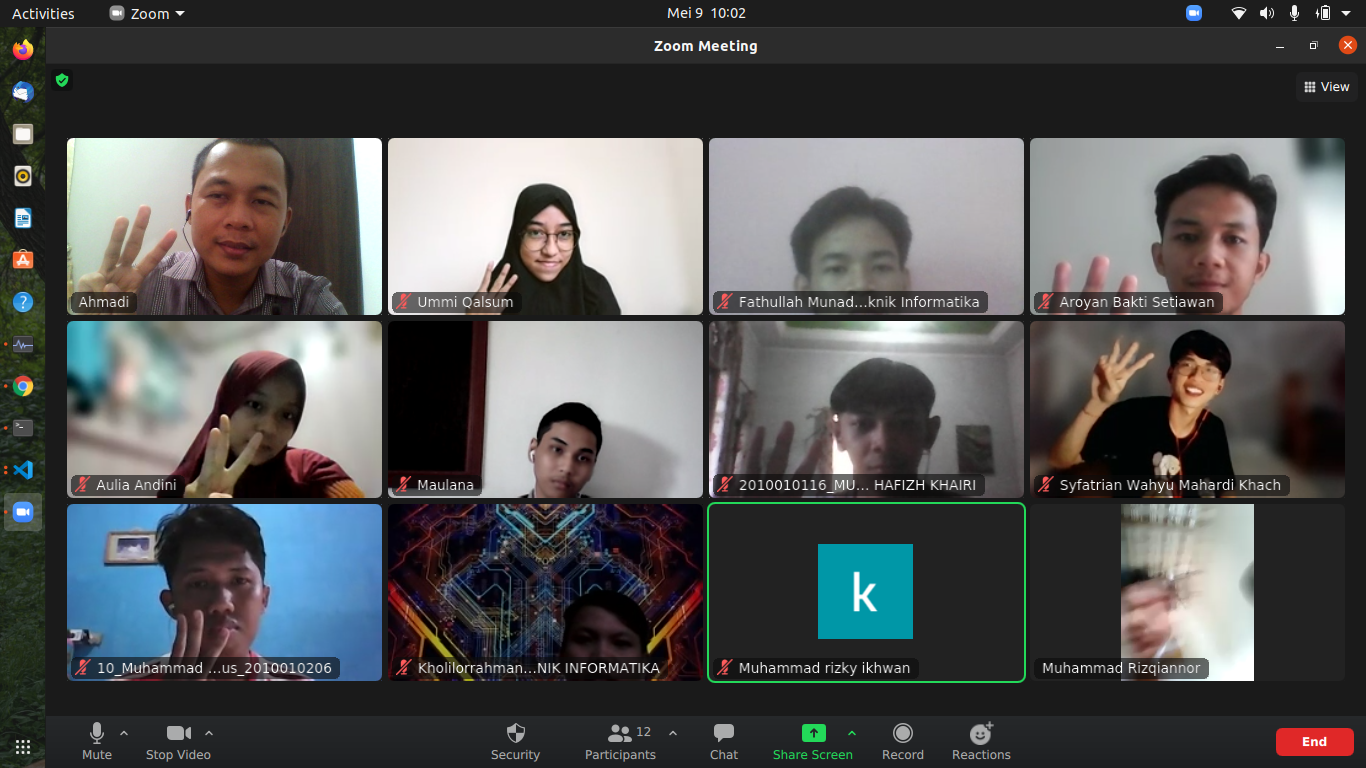 Activities Zoom Mei 9 10:02
Zoom Meeting
View
Ahmadi
Ummi Qalsum
Fathullah Munad...knik Informatika
Aroyan Bakti Setiawan
Aulia Andini
Maulana
2010010116_MU... HAFIZH KHAIRI
Syfatrian Wahyu Mahardi Khach
10_Muhammad ...us_2010010206
Kholilorrahman...NIK INFORMATIKA
k
Muhammad rizky ikhwan
Muhammad Rizqiannor
Mute Stop Video Security Participants 12 Chat Share Screen Record Reactions End